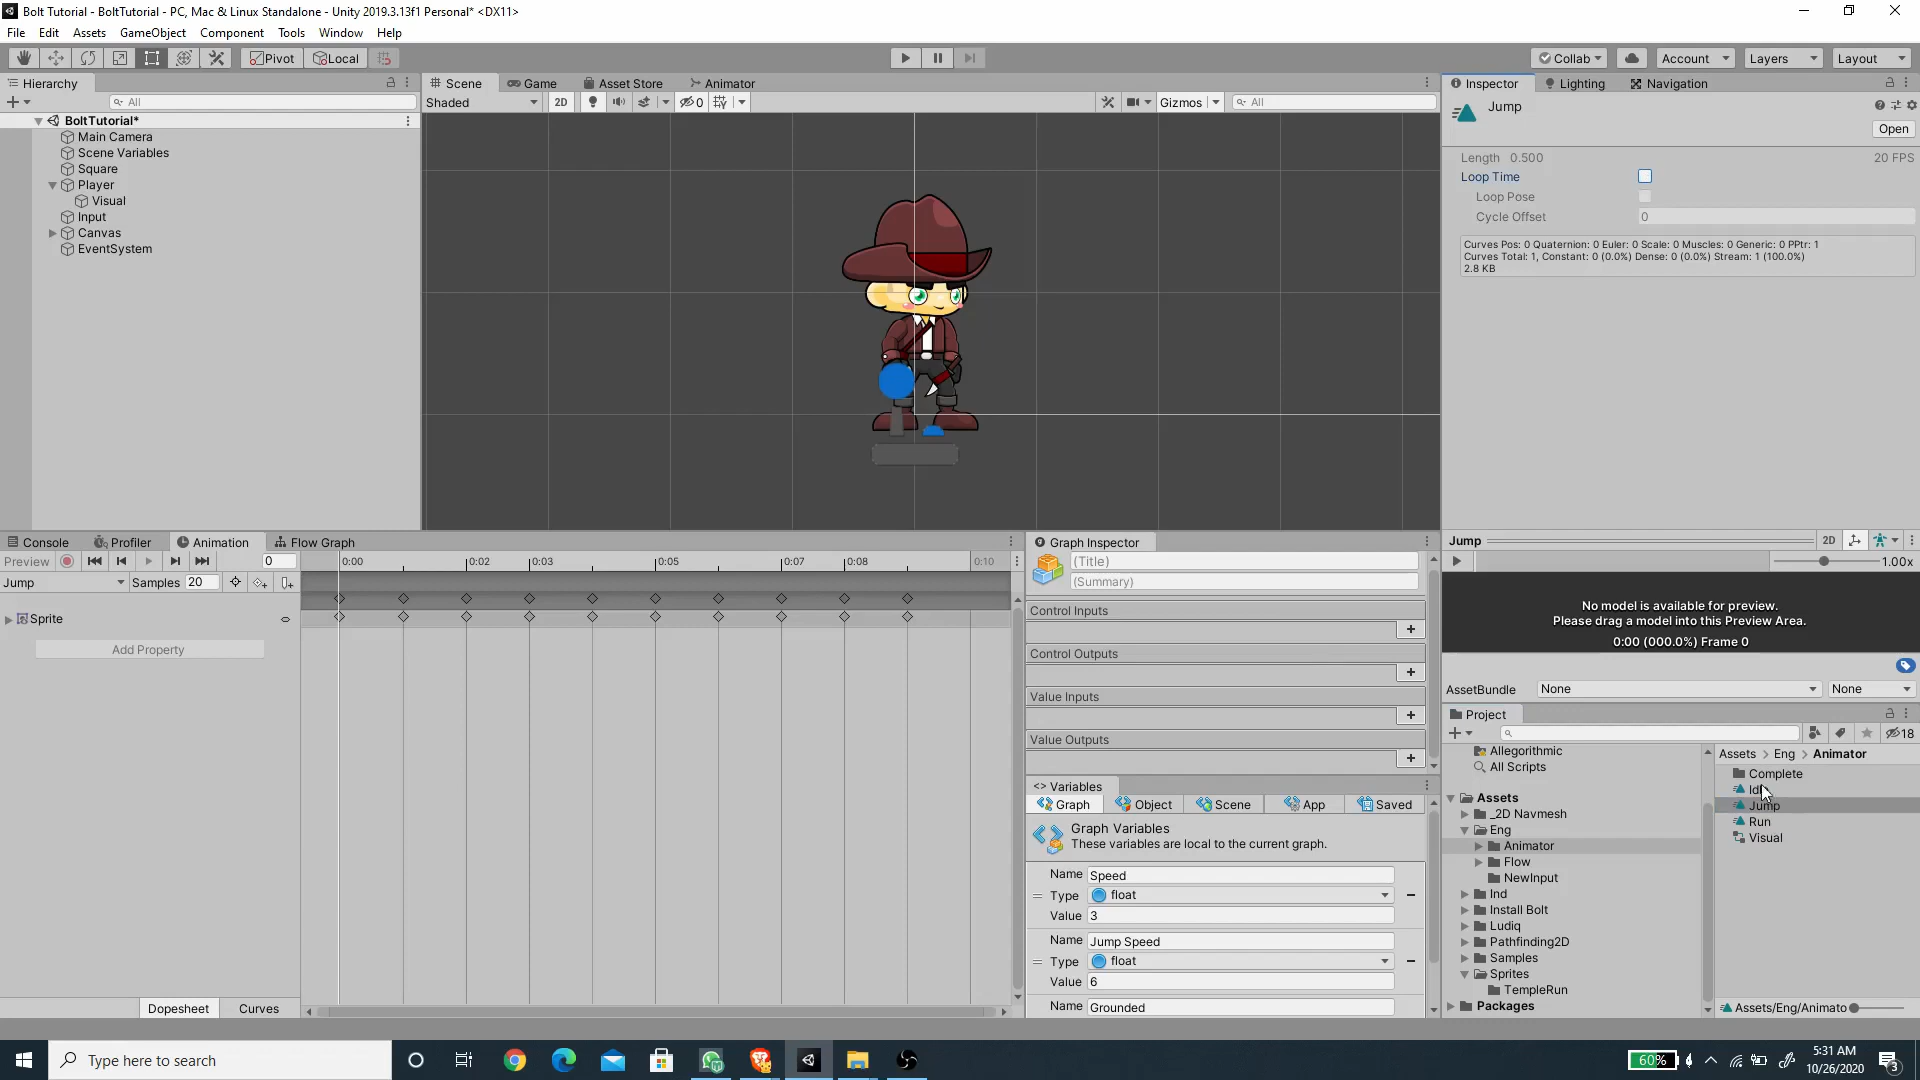 Bolt Tutorial - BoltTutorial - PC, Mac & Linux Standalone - Unity 2019.3.13f1 Personal* <DX11>
File Edit Assets GameObject Component Tools Window Help
Pivot Local Collab Account Layers Layout
Hierarchy
All
BoltTutorial*
Main Camera
Scene Variables
Square
Player
Visual
Input
Canvas
EventSystem
Scene Game Asset Store Animator
Shaded 2D 0 Gizmos All
Inspector Lighting Navigation
Jump
Open
Length 0.500 20 FPS
Loop Time
Loop Pose
Cycle Offset 0
Curves Pos: 0 Quaternion: 0 Euler: 0 Scale: 0 Muscles: 0 Generic: 0 PPtr: 1
Curves Total: 1, Constant: 0 (0.0%) Dense: 0 (0.0%) Stream: 1 (100.0%)
2.8 KB
Console Profiler Animation Flow Graph
Preview 0 0:00 0:02 0:03 0:05 0:07 0:08 0:10
Jump Samples 20
Sprite
Add Property
Dopesheet Curves
Graph Inspector
(Title)
(Summary)
Control Inputs
Control Outputs
Value Inputs
Value Outputs
Variables
Graph Object Scene App Saved
Graph Variables
These variables are local to the current graph.
Name Speed
Type float
Value 3
Name Jump Speed
Type float
Value 6
Name Grounded
Jump 2D
1.00x
No model is available for preview.
Please drag a model into this Preview Area.
0:00 (000.0%) Frame 0
AssetBundle None None
Project
18
Allegorithmic
All Scripts
Assets
_2D Navmesh
Eng
Animator
Flow
NewInput
Ind
Install Bolt
Ludiq
Pathfinding2D
Samples
Sprites
TempleRun
Packages
Assets > Eng > Animator
Complete
Jump
Run
Visual
Assets/Eng/Animato
Type here to search
60%
5:31 AM
10/26/2020
3